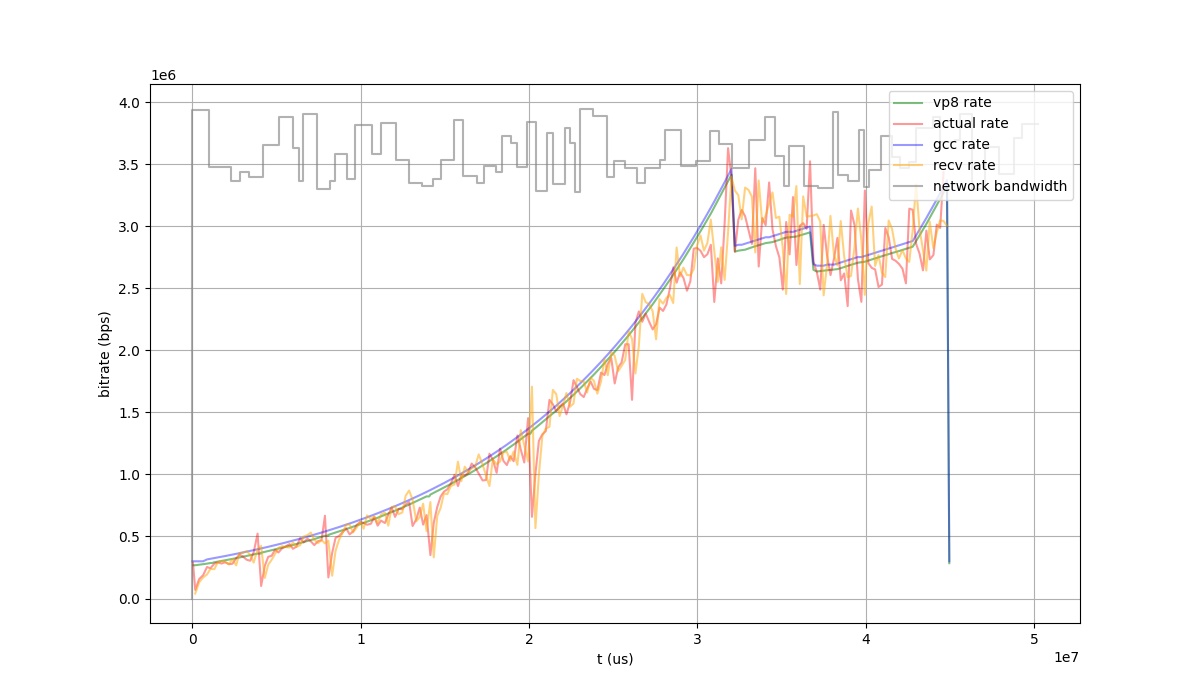 1e6
4.0
3.5
3.0
2.5
2.0
1.5
1.0
0.5
0.0
bitrate (bps)
vp8 rate
actual rate
gcc rate
recv rate
network bandwidth
0 1 2 3 4 5
t (us)
1e7